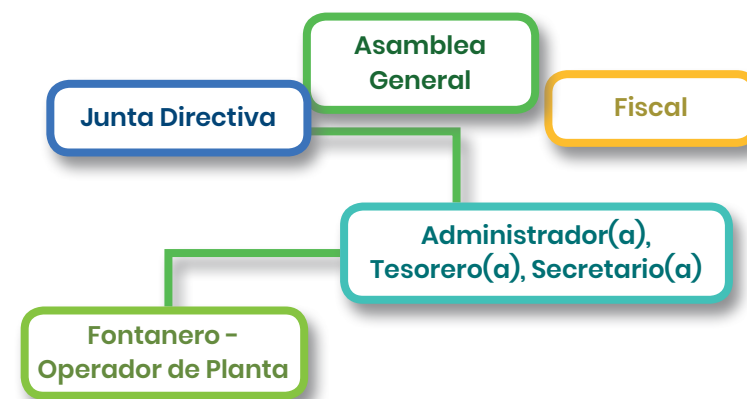 Asamblea
General
Junta Directiva
Fiscal
Administrador(a),
Tesorero(a), Secretario(a)
Fontanero -
Operador de Planta